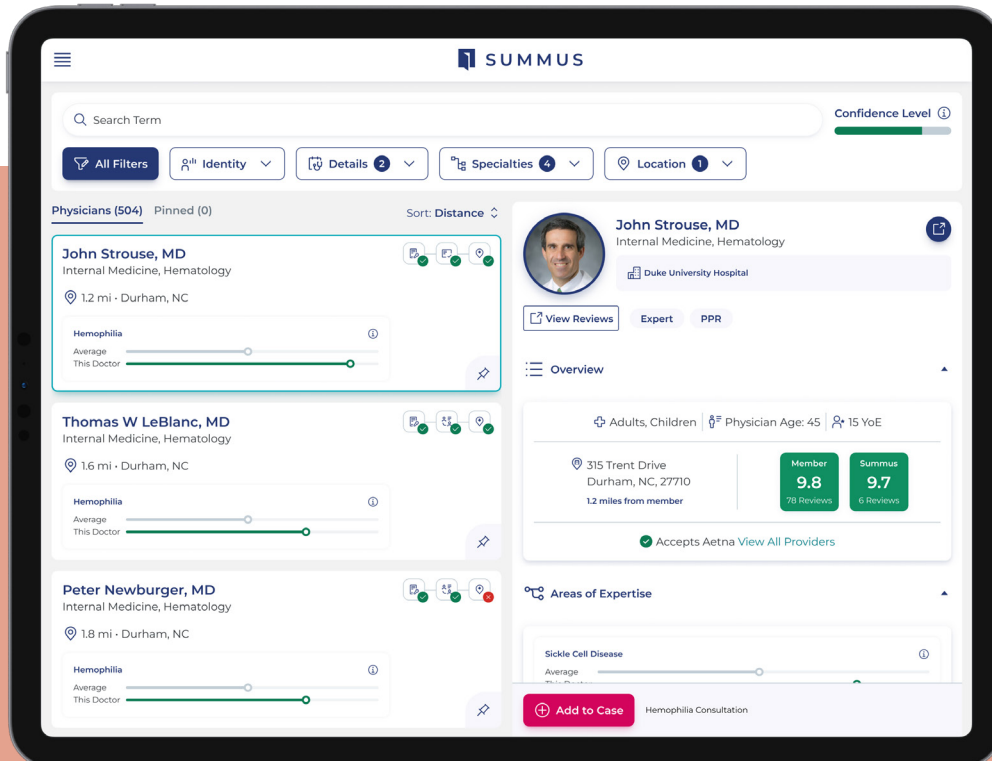 SUMMUS
Search Term
Confidence Level
All Filters
Identity
Details 2
Specialties 4
Location 1
Physicians (504) Pinned (0)
Sort: Distance
John Strouse, MD
Internal Medicine, Hematology
1.2 mi · Durham, NC
Hemophilia
Average
This Doctor
Thomas W LeBlanc, MD
Internal Medicine, Hematology
1.6 mi · Durham, NC
Hemophilia
Average
This Doctor
Peter Newburger, MD
Internal Medicine, Hematology
1.8 mi · Durham, NC
Hemophilia
Average
This Doctor
John Strouse, MD
Internal Medicine, Hematology
Duke University Hospital
View Reviews
Expert
PPR
Overview
Adults, Children
Physician Age: 45
15 YoE
315 Trent Drive
Durham, NC, 27710
1.2 miles from member
Member
9.8
78 Reviews
Summus
9.7
6 Reviews
Accepts Aetna View All Providers
Areas of Expertise
Sickle Cell Disease
Average
This Doctor
Add to Case
Hemophilia Consultation